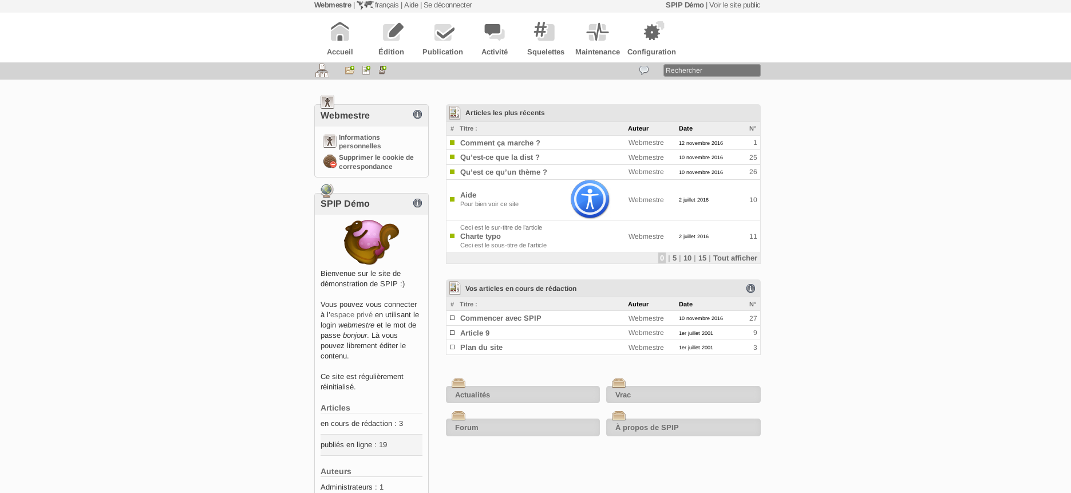 Webmestre | français | Aide | Se déconnecter
SPIP Démo | Voir le site public
Accueil
Édition
Publication
Activité
Squelettes
Maintenance
Configuration
Rechercher
Webmestre
Informations
personnelles
Supprimer le cookie de
correspondance
SPIP Démo
Bienvenue sur le site de
démonstration de SPIP :)
Vous pouvez vous connecter
à l'espace privé en utilisant le
login webmestre et le mot de
passe bonjour. Là vous
pouvez librement éditer le
contenu.
Ce site est régulièrement
réinitialisé.
Articles
en cours de rédaction : 3
publiés en ligne : 19
Auteurs
Administrateurs : 1
Articles les plus récents
# Titre : Auteur Date N°
Comment ça marche ? Webmestre 12 novembre 2016 1
Qu'est-ce que la dist ? Webmestre 10 novembre 2016 25
Qu'est ce qu'un thème ? Webmestre 10 novembre 2016 26
Aide
Pour bien voir ce site
Webmestre 2 juillet 2016 10
Ceci est le sur-titre de l'article
Charte typo Webmestre 2 juillet 2016 11
Ceci est le sous-titre de l'article
0 | 5 | 10 | 15 | Tout afficher
Vos articles en cours de rédaction
# Titre : Auteur Date N°
Commencer avec SPIP Webmestre 10 novembre 2016 27
Article 9 Webmestre 1er juillet 2001 9
Plan du site Webmestre 1er juillet 2001 3
Actualités
Vrac
Forum
À propos de SPIP